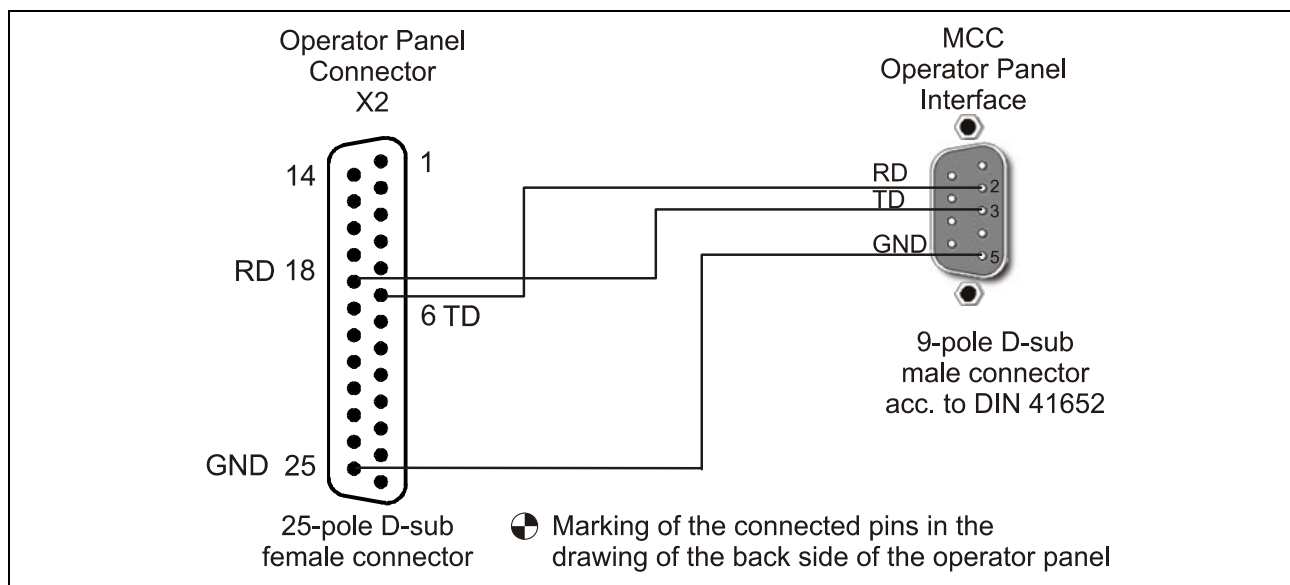 Operator Panel
Connector
X2
MCC
Operator Panel
Interface
1
14
RD
2
TD
3
GND
5
RD 18
6 TD
GND 25
9-pole D-sub
male connector
acc. to DIN 41652
25-pole D-sub
female connector
Marking of the connected pins in the
drawing of the back side of the operator panel